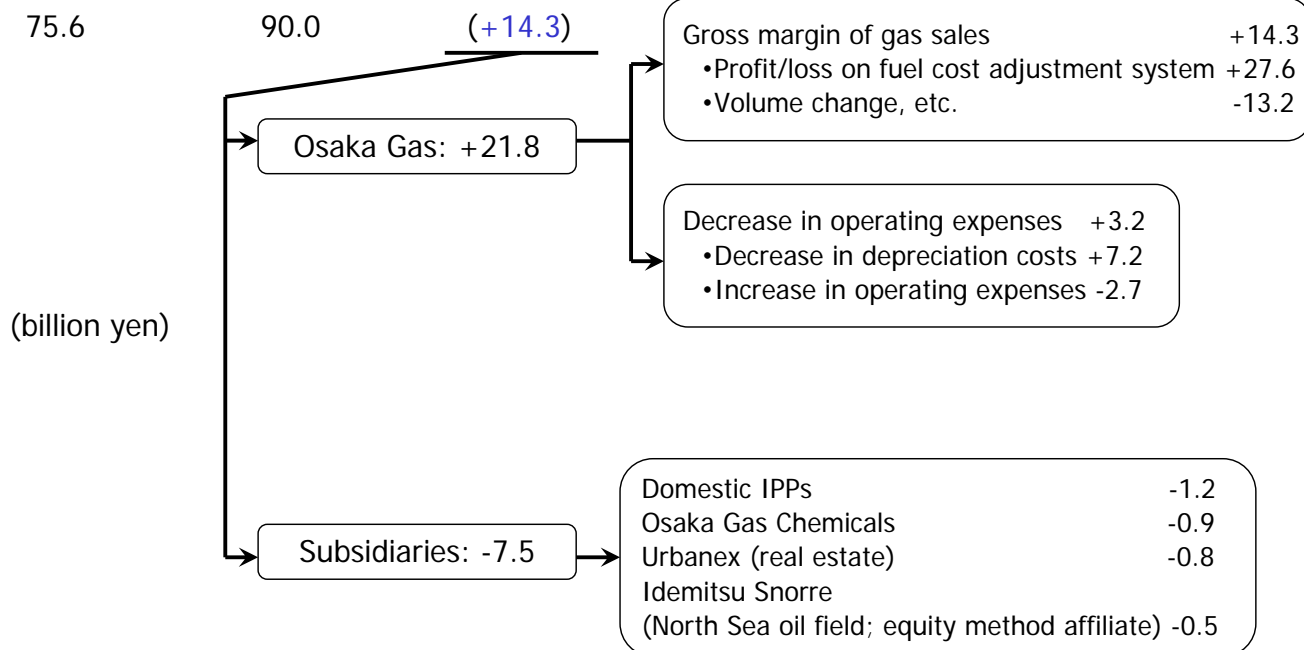 75.6 90.0 (+14.3)
Gross margin of gas sales +14.3
•Profit/loss on fuel cost adjustment system +27.6
•Volume change, etc. -13.2
Osaka Gas: +21.8
Decrease in operating expenses +3.2
•Decrease in depreciation costs +7.2
•Increase in operating expenses -2.7
(billion yen)
Domestic IPPs -1.2
Osaka Gas Chemicals -0.9
Subsidiaries: -7.5
Urbanex (real estate) -0.8
Idemitsu Snorre
(North Sea oil field; equity method affiliate) -0.5